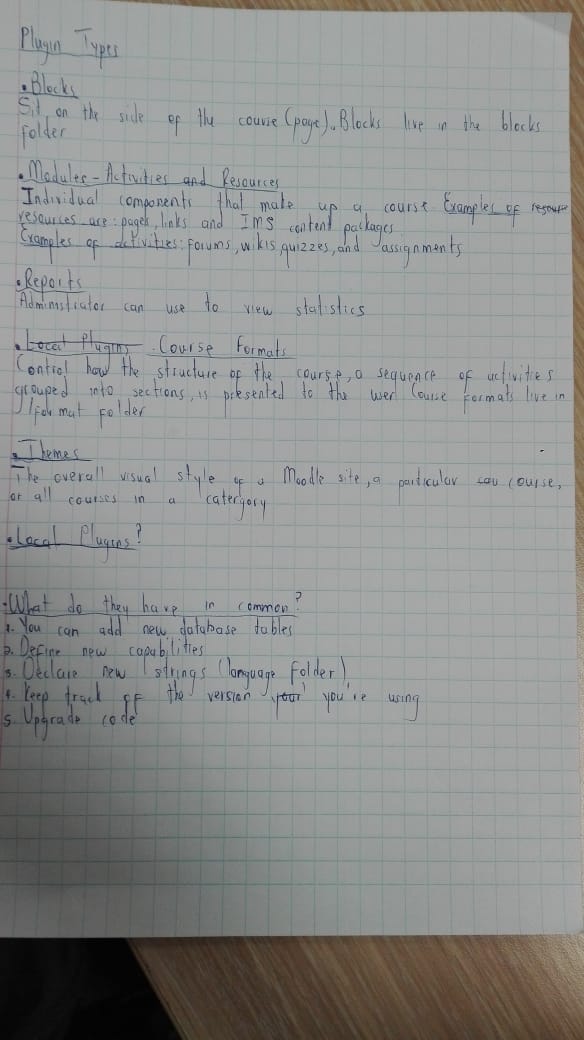 Plugin Types
• Blocks
Sit on the side of the course (page). Blocks live in the blocks
folder
• Modules - Activities and Resources
Individual components that make up a course. Examples of resource
resources are: pages, links and IMS content packages
Examples of activities: forums, wikis, quizzes, and assignments
• Reports
Administrator can use to view statistics
• Local Plugins . Course Formats
Control how the structure of the course, a sequence of activities
grouped into sections, is presented to the user Course formats live in
/format folder
• Themes
The overall visual style of a Moodle site, a particular cou course,
or all courses in a catergory
• Local Plugins?
• What do they have in common?
1. You can add new database tables
2. Define new capabilities
3. Declare new strings (language folder)
4. Keep track of the version your you're using
5. Upgrade code